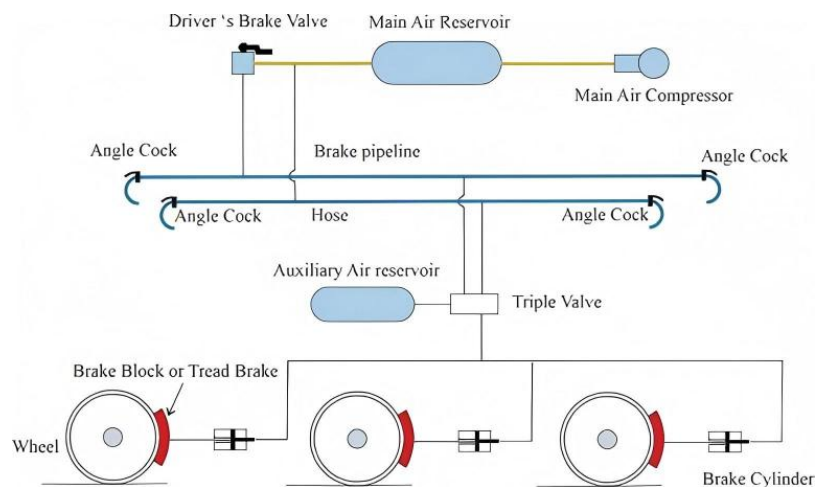 Driver ‘s Brake Valve
Main Air Reservoir
Main Air Compressor
Angle Cock
Brake pipeline
Angle Cock
Angle Cock
Hose
Angle Cock
Auxiliary Air reservoir
Triple Valve
Brake Block or Tread Brake
Wheel
Brake Cylinder